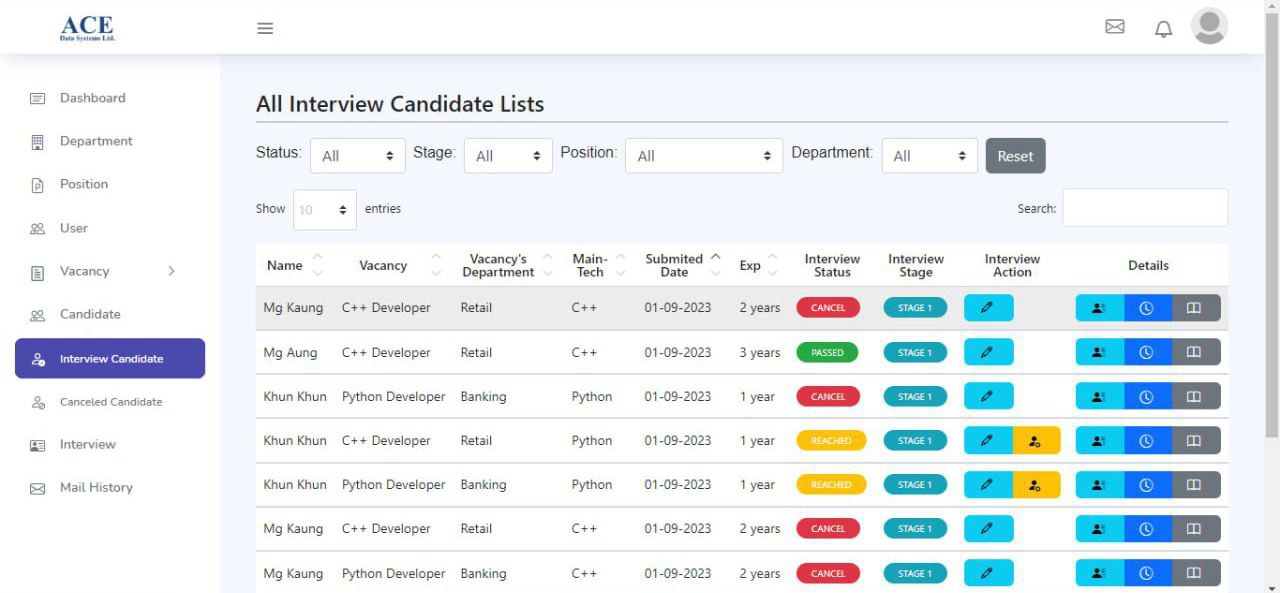 ACE
Data Systems Ltd.
Dashboard
Department
Position
User
Vacancy
Candidate
Interview Candidate
Canceled Candidate
Interview
Mail History
All Interview Candidate Lists
Status: All Stage: All Position: All Department: All Reset
Show 10 entries Search:
Name Vacancy Vacancy's Department Main-Tech Submited Date Exp Interview Status Interview Stage Interview Action Details
Mg Kaung C++ Developer Retail C++ 01-09-2023 2 years CANCEL STAGE 1
Mg Aung C++ Developer Retail C++ 01-09-2023 3 years PASSED STAGE 1
Khun Khun Python Developer Banking Python 01-09-2023 1 year CANCEL STAGE 1
Khun Khun C++ Developer Retail Python 01-09-2023 1 year REACHED STAGE 1
Khun Khun Python Developer Banking Python 01-09-2023 1 year REACHED STAGE 1
Mg Kaung C++ Developer Retail C++ 01-09-2023 2 years CANCEL STAGE 1
Mg Kaung Python Developer Banking C++ 01-09-2023 2 years CANCEL STAGE 1